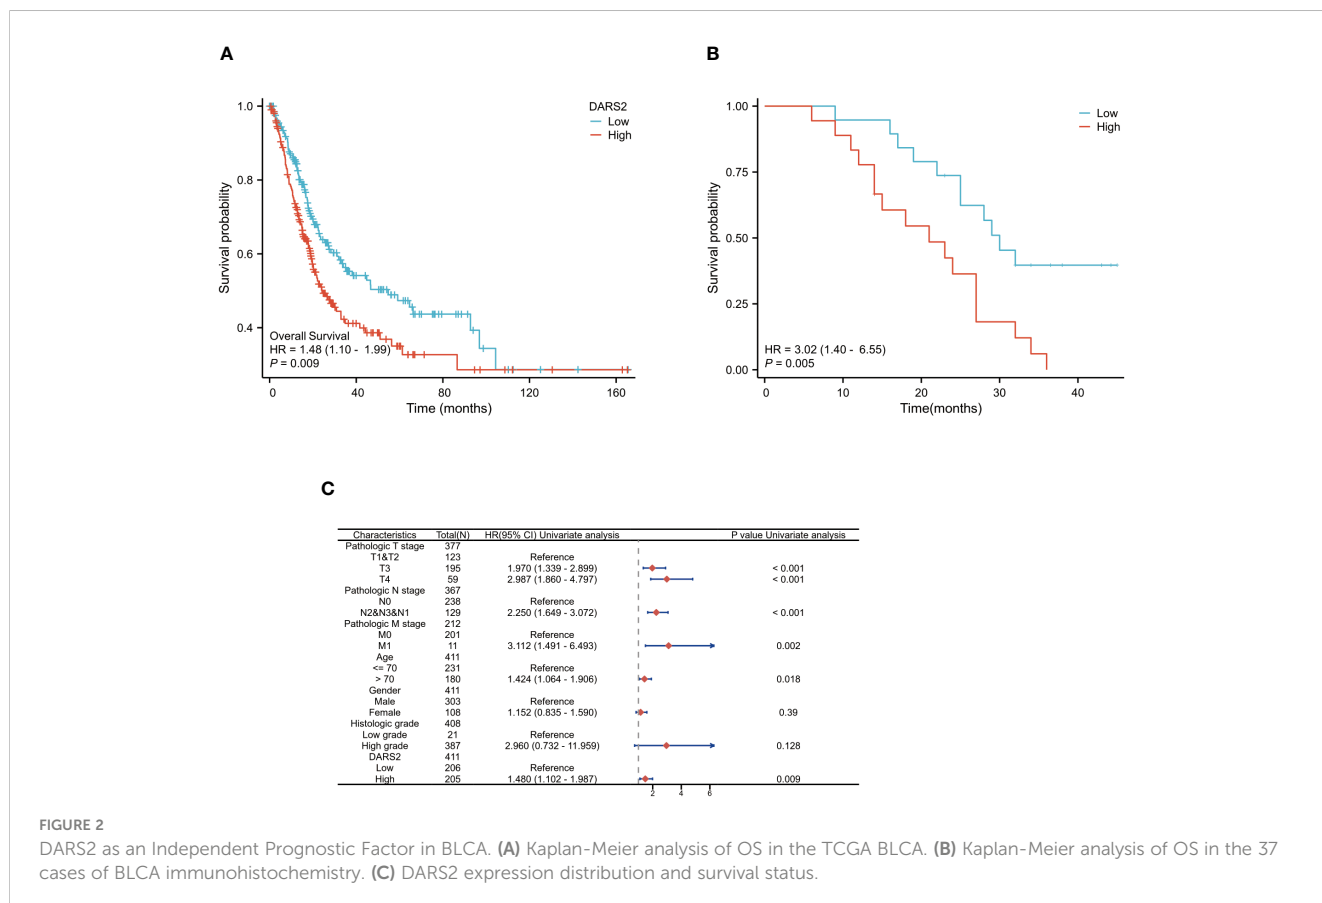 A
1.0
0.8
0.6
0.4
Survival probability
DARS2
Low
High
Overall Survival
HR = 1.48 (1.10 - 1.99)
P = 0.009
0 40 80 120 160
Time (months)
B
1.00
0.75
0.50
0.25
0.00
Survival probability
Low
High
HR = 3.02 (1.40 - 6.55)
P = 0.005
0 10 20 30 40
Time(months)
C
Characteristics Total(N) HR(95% CI) Univariate analysis P value Univariate analysis
Pathologic T stage 377
T1&T2 123 Reference
T3 195 1.970 (1.339 - 2.899) < 0.001
T4 59 2.987 (1.860 - 4.797) < 0.001
Pathologic N stage 367
N0 238 Reference
N2&N3&N1 129 2.250 (1.649 - 3.072) < 0.001
Pathologic M stage 212
M0 201 Reference
M1 11 3.112 (1.491 - 6.493) 0.002
Age 411
<= 70 231 Reference
> 70 180 1.424 (1.064 - 1.906) 0.018
Gender 411
Male 303 Reference
Female 108 1.152 (0.835 - 1.590) 0.39
Histologic grade 408
Low grade 21 Reference
High grade 387 2.960 (0.732 - 11.959) 0.128
DARS2 411
Low 206 Reference
High 205 1.480 (1.102 - 1.987) 0.009
2 4 6
FIGURE 2
DARS2 as an Independent Prognostic Factor in BLCA. (A) Kaplan-Meier analysis of OS in the TCGA BLCA. (B) Kaplan-Meier analysis of OS in the 37
cases of BLCA immunohistochemistry. (C) DARS2 expression distribution and survival status.